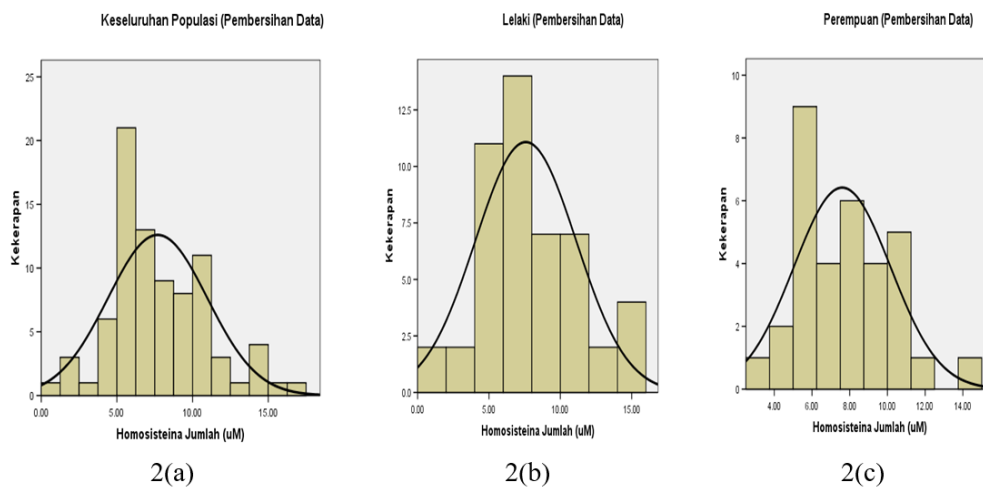 Keseluruhan Populasi (Pembersihan Data)
Kekerapan
25
20
15
10
5
0
0.00 5.00 10.00 15.00
Homosisteina Jumlah (uM)
2(a)
Lelaki (Pembersihan Data)
Kekerapan
12.5
10.0
7.5
5.0
2.5
0.0
0.00 5.00 10.00 15.00
Homosisteina Jumlah (uM)
2(b)
Perempuan (Pembersihan Data)
Kekerapan
10
8
6
4
2
0
4.00 6.00 8.00 10.00 12.00 14.00
Homosisteina Jumlah (uM)
2(c)